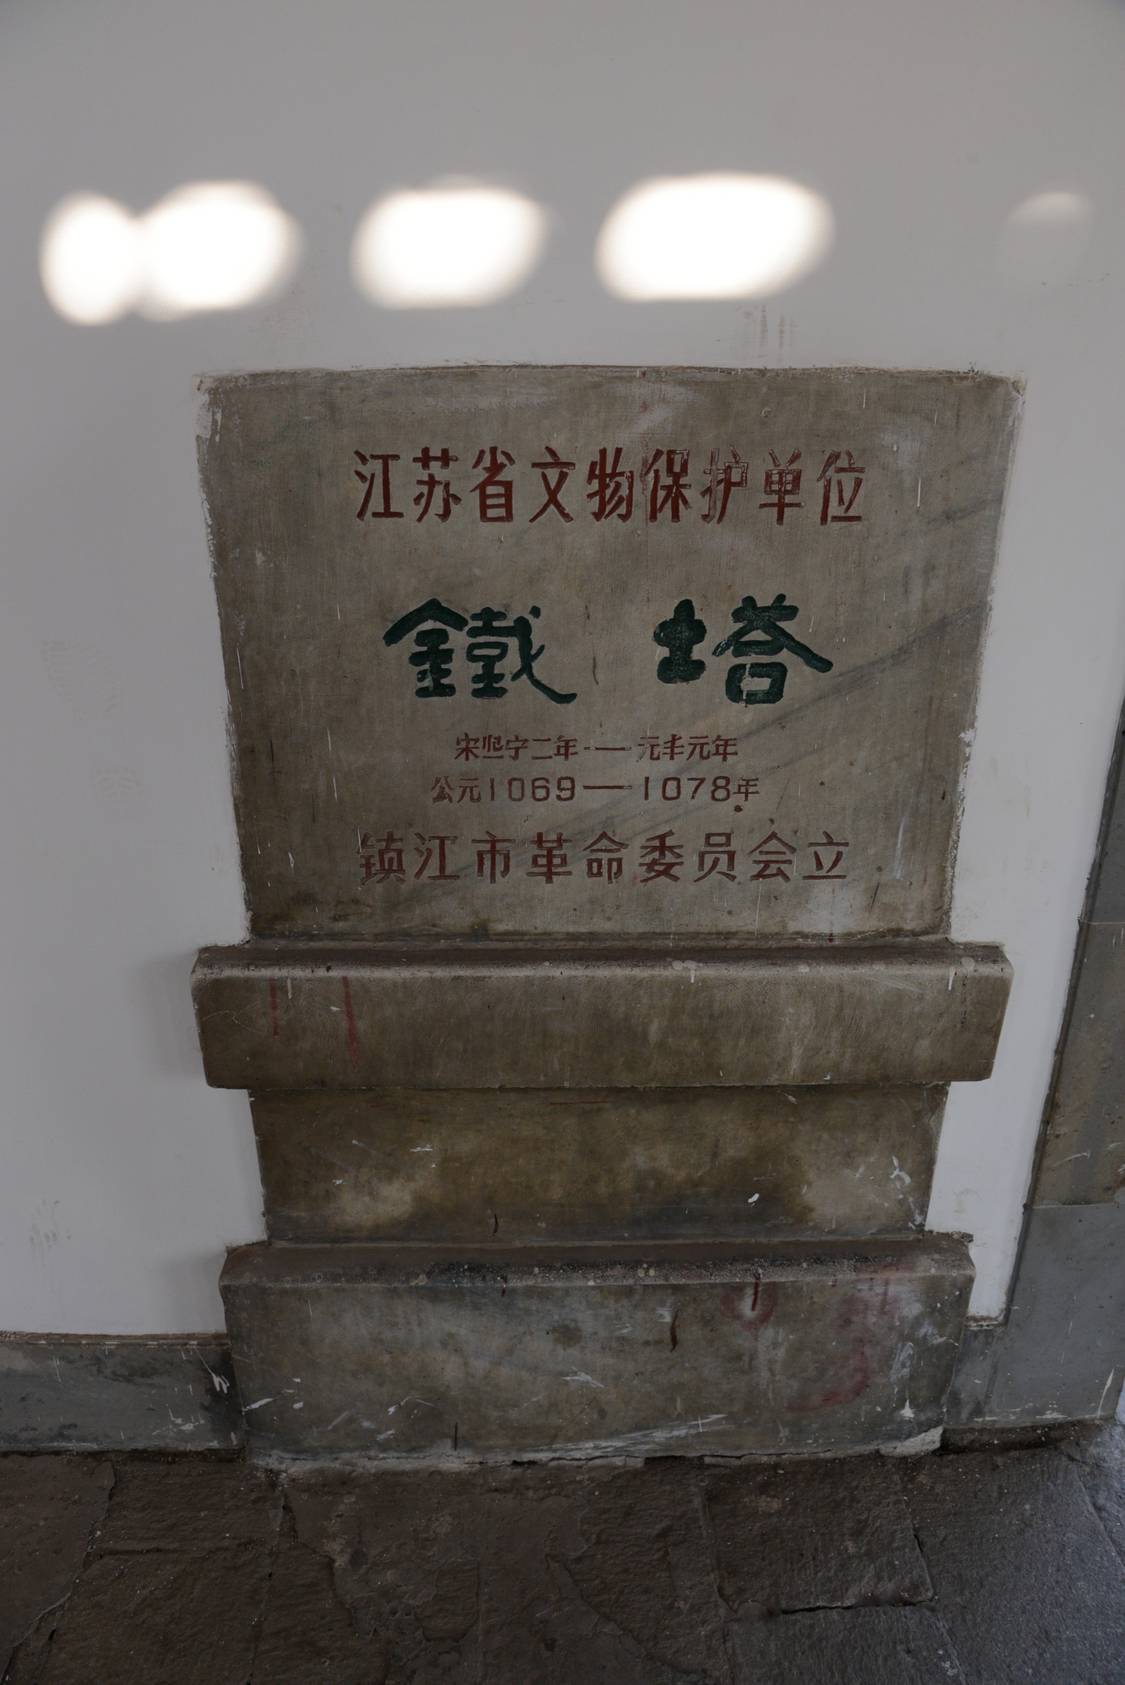 江苏省文物保护单位
鐵塔
宋熙宁二年——元丰元年
公元1069—1078年
镇江市革命委员会立